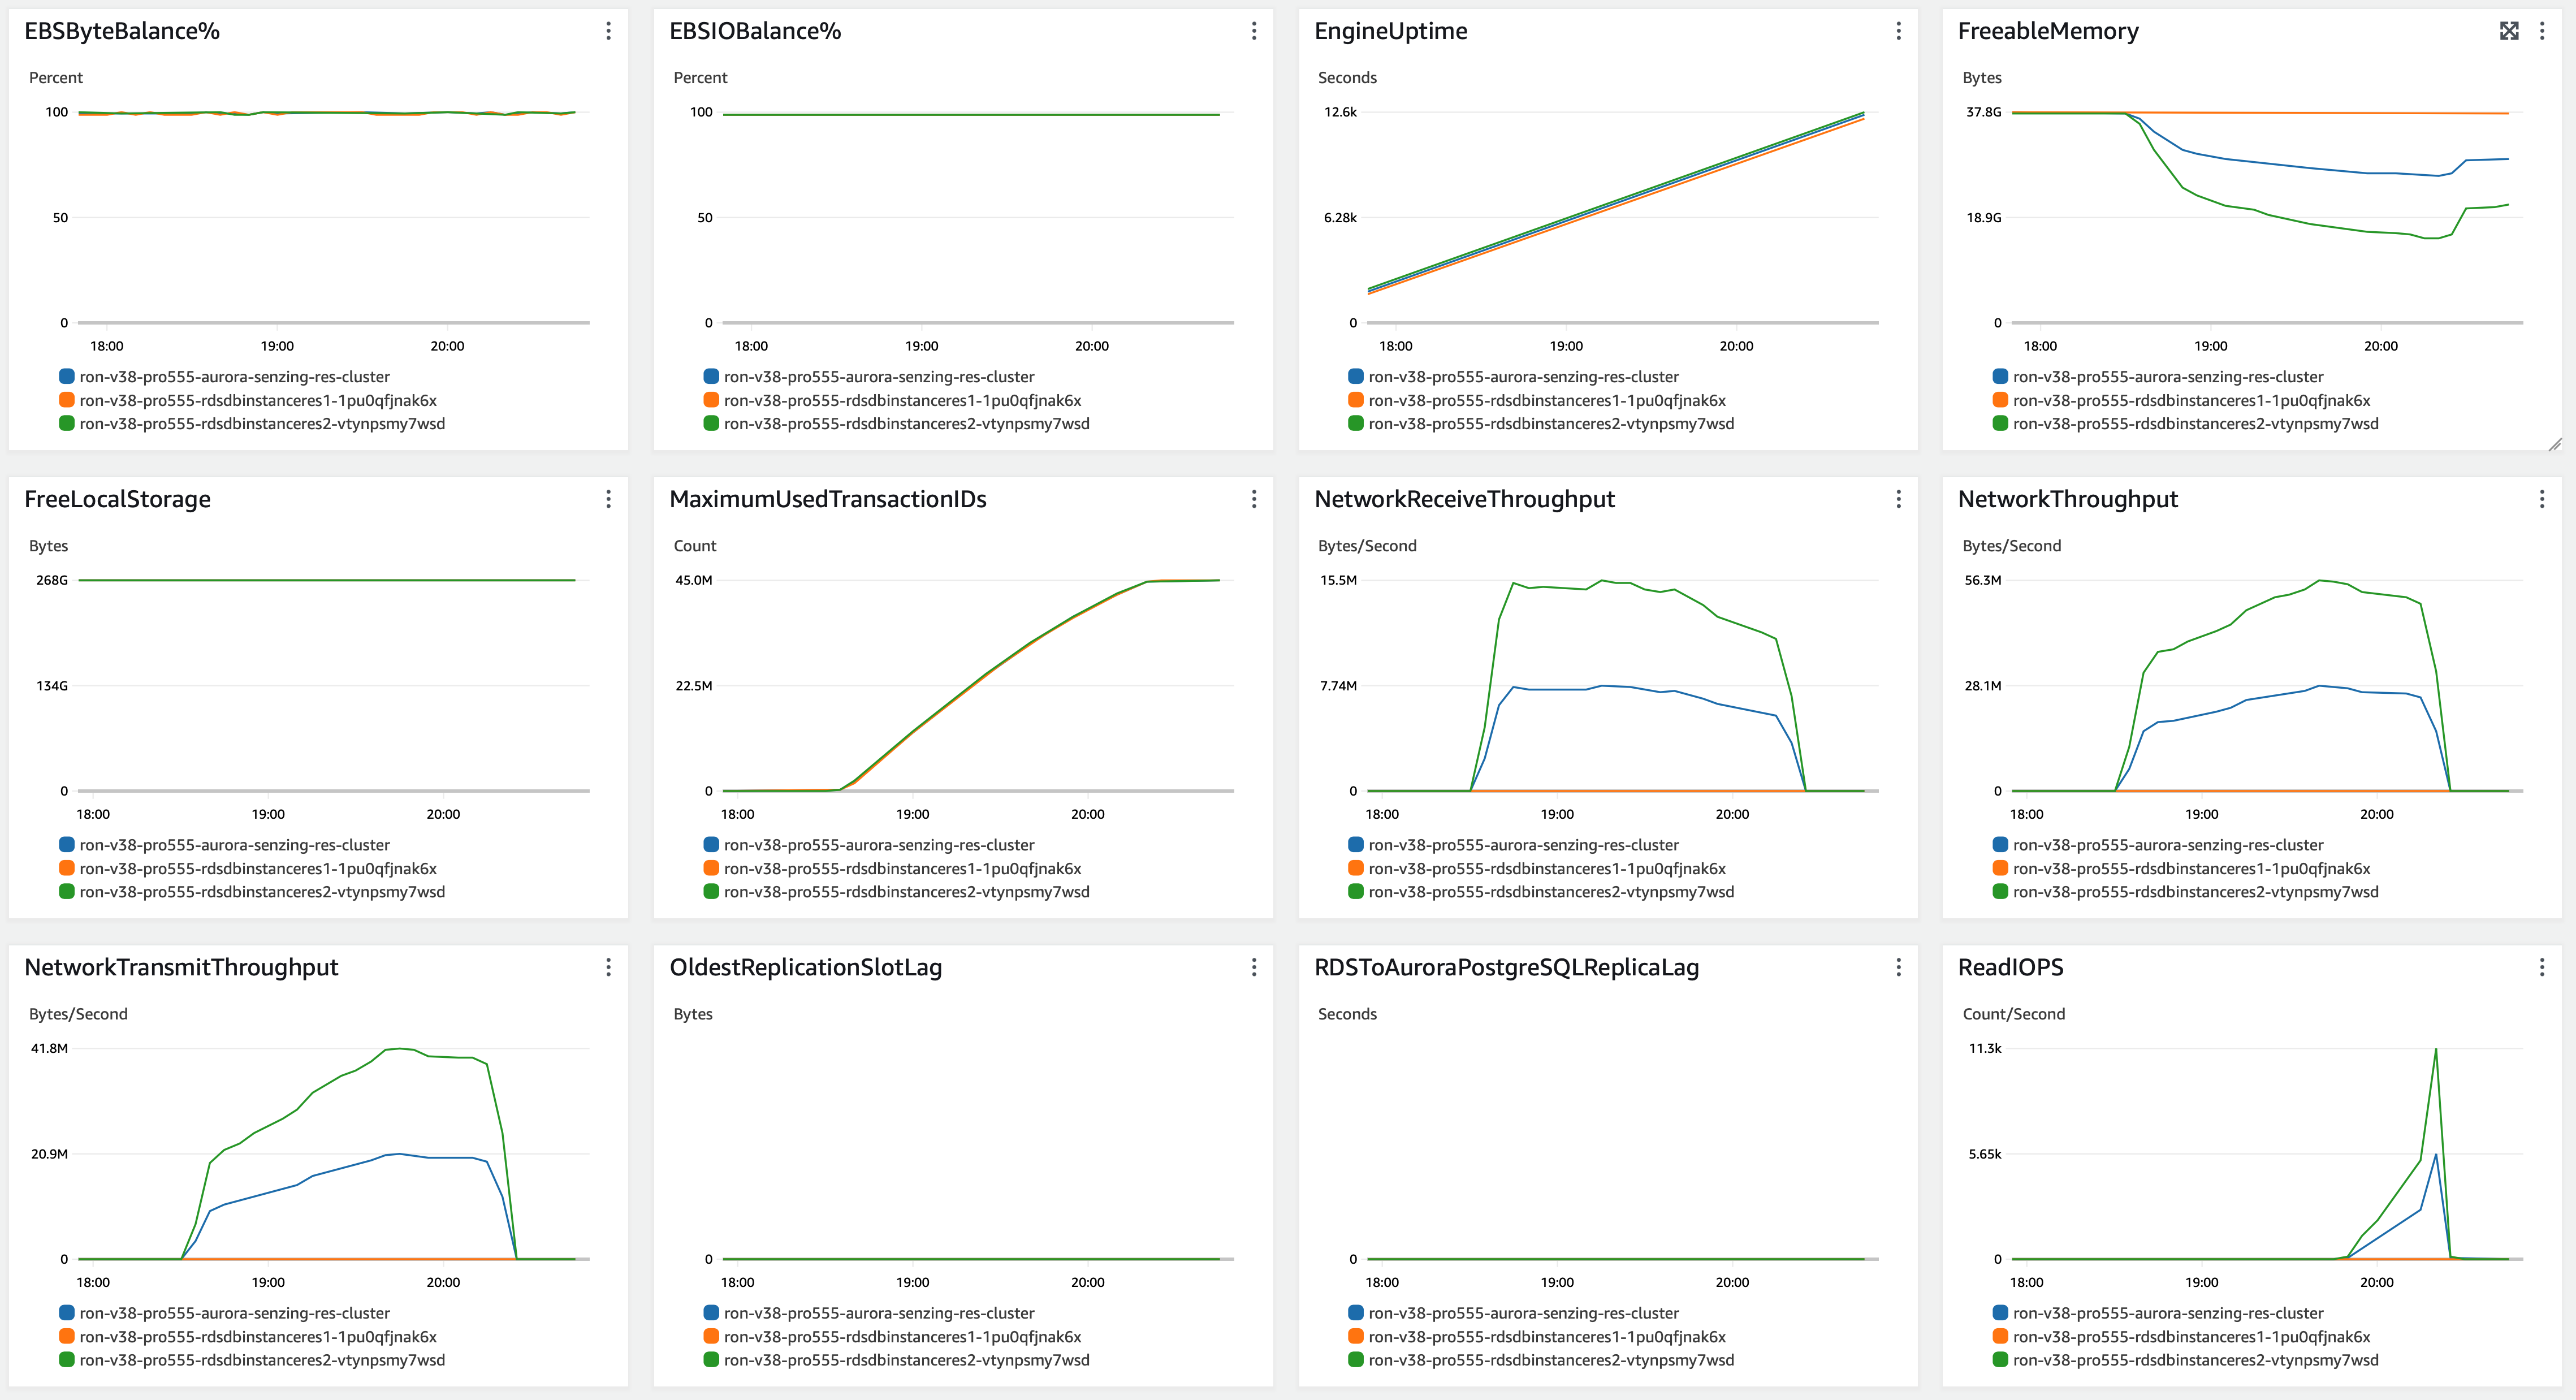 EBSByteBalance%
Percent
100
50
0
18:00 19:00 20:00
ron-v38-pro555-aurora-senzing-res-cluster
ron-v38-pro555-rdsdbinstanceres1-1pu0qfjnak6x
ron-v38-pro555-rdsdbinstanceres2-vtynpsmy7wsd
EBSIOBalance%
Percent
100
50
0
18:00 19:00 20:00
ron-v38-pro555-aurora-senzing-res-cluster
ron-v38-pro555-rdsdbinstanceres1-1pu0qfjnak6x
ron-v38-pro555-rdsdbinstanceres2-vtynpsmy7wsd
EngineUptime
Seconds
12.6k
6.28k
0
18:00 19:00 20:00
ron-v38-pro555-aurora-senzing-res-cluster
ron-v38-pro555-rdsdbinstanceres1-1pu0qfjnak6x
ron-v38-pro555-rdsdbinstanceres2-vtynpsmy7wsd
FreeableMemory
Bytes
37.8G
18.9G
0
18:00 19:00 20:00
ron-v38-pro555-aurora-senzing-res-cluster
ron-v38-pro555-rdsdbinstanceres1-1pu0qfjnak6x
ron-v38-pro555-rdsdbinstanceres2-vtynpsmy7wsd
FreeLocalStorage
Bytes
268G
134G
0
18:00 19:00 20:00
ron-v38-pro555-aurora-senzing-res-cluster
ron-v38-pro555-rdsdbinstanceres1-1pu0qfjnak6x
ron-v38-pro555-rdsdbinstanceres2-vtynpsmy7wsd
MaximumUsedTransactionIDs
Count
45.0M
22.5M
0
18:00 19:00 20:00
ron-v38-pro555-aurora-senzing-res-cluster
ron-v38-pro555-rdsdbinstanceres1-1pu0qfjnak6x
ron-v38-pro555-rdsdbinstanceres2-vtynpsmy7wsd
NetworkReceiveThroughput
Bytes/Second
15.5M
7.74M
0
18:00 19:00 20:00
ron-v38-pro555-aurora-senzing-res-cluster
ron-v38-pro555-rdsdbinstanceres1-1pu0qfjnak6x
ron-v38-pro555-rdsdbinstanceres2-vtynpsmy7wsd
NetworkThroughput
Bytes/Second
56.3M
28.1M
0
18:00 19:00 20:00
ron-v38-pro555-aurora-senzing-res-cluster
ron-v38-pro555-rdsdbinstanceres1-1pu0qfjnak6x
ron-v38-pro555-rdsdbinstanceres2-vtynpsmy7wsd
NetworkTransmitThroughput
Bytes/Second
41.8M
20.9M
0
18:00 19:00 20:00
ron-v38-pro555-aurora-senzing-res-cluster
ron-v38-pro555-rdsdbinstanceres1-1pu0qfjnak6x
ron-v38-pro555-rdsdbinstanceres2-vtynpsmy7wsd
OldestReplicationSlotLag
Bytes
0
18:00 19:00 20:00
ron-v38-pro555-aurora-senzing-res-cluster
ron-v38-pro555-rdsdbinstanceres1-1pu0qfjnak6x
ron-v38-pro555-rdsdbinstanceres2-vtynpsmy7wsd
RDSToAuroraPostgreSQLReplicaLag
Seconds
0
18:00 19:00 20:00
ron-v38-pro555-aurora-senzing-res-cluster
ron-v38-pro555-rdsdbinstanceres1-1pu0qfjnak6x
ron-v38-pro555-rdsdbinstanceres2-vtynpsmy7wsd
ReadIOPS
Count/Second
11.3k
5.65k
0
18:00 19:00 20:00
ron-v38-pro555-aurora-senzing-res-cluster
ron-v38-pro555-rdsdbinstanceres1-1pu0qfjnak6x
ron-v38-pro555-rdsdbinstanceres2-vtynpsmy7wsd